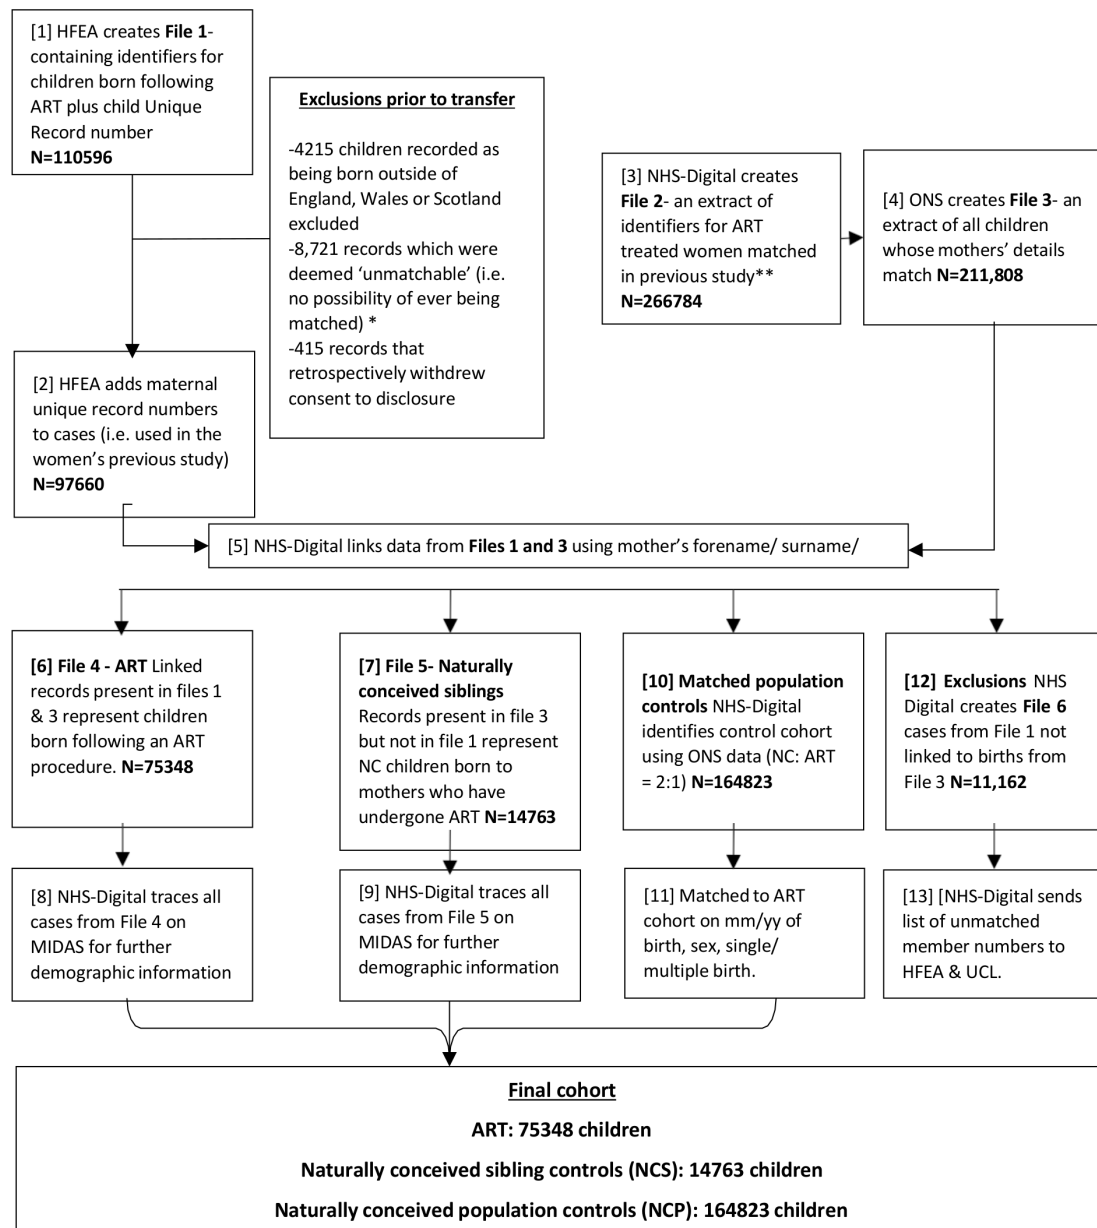 [1] HFEA creates File 1-
containing identifiers for
children born following
ART plus child Unique
Record number
N=110596
Exclusions prior to transfer
-4215 children recorded as
being born outside of
England, Wales or Scotland
excluded
-8,721 records which were
deemed ‘unmatchable’ (i.e.
no possibility of ever being
matched) *
-415 records that
retrospectively withdrew
consent to disclosure
[3] NHS-Digital creates
File 2- an extract of
identifiers for ART
treated women matched
in previous study**
N=266784
[4] ONS creates File 3- an
extract of all children
whose mothers’ details
match N=211,808
[2] HFEA adds maternal
unique record numbers
to cases (i.e. used in the
women’s previous study)
N=97660
[5] NHS-Digital links data from Files 1 and 3 using mother’s forename/ surname/
[6] File 4 - ART Linked
records present in files 1
& 3 represent children
born following an ART
procedure. N=75348
[7] File 5- Naturally
conceived siblings
Records present in file 3
but not in file 1 represent
NC children born to
mothers who have
undergone ART N=14763
[10] Matched population
controls NHS-Digital
identifies control cohort
using ONS data (NC: ART
= 2:1) N=164823
[12] Exclusions NHS
Digital creates File 6
cases from File 1 not
linked to births from
File 3 N=11,162
[8] NHS-Digital traces all
cases from File 4 on
MIDAS for further
demographic information
[9] NHS-Digital traces all
cases from File 5 on
MIDAS for further
demographic information
[11] Matched to ART
cohort on mm/yy of
birth, sex, single/
multiple birth.
[13] [NHS-Digital sends
list of unmatched
member numbers to
HFEA & UCL.
Final cohort
ART: 75348 children
Naturally conceived sibling controls (NCS): 14763 children
Naturally conceived population controls (NCP): 164823 children